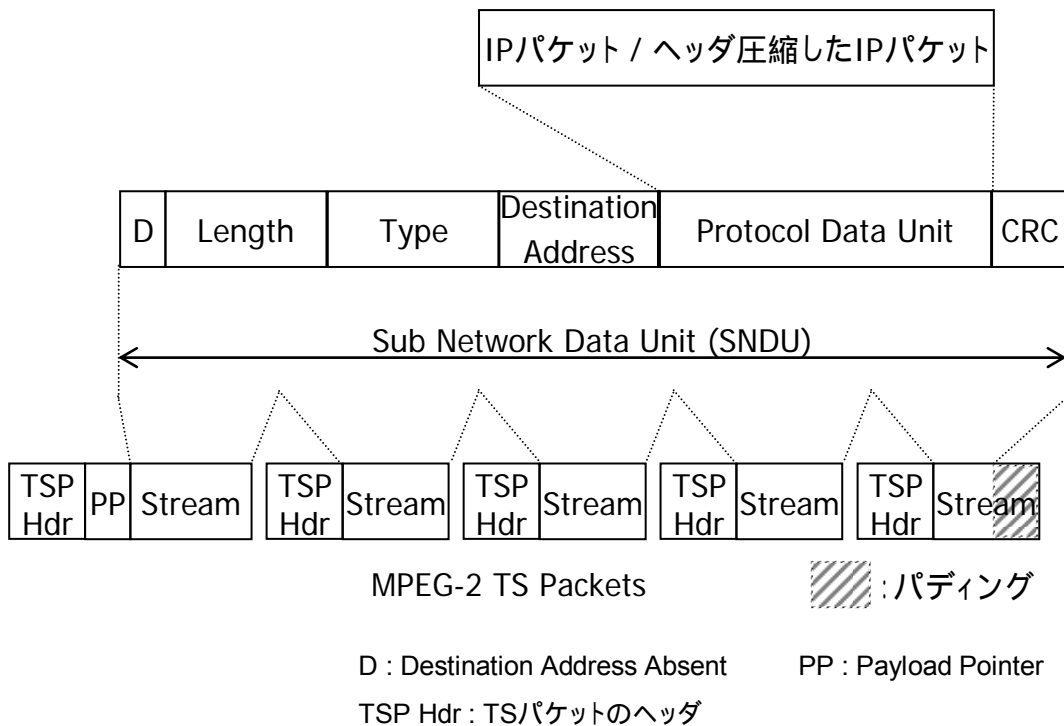 IPパケット / ヘッダ圧縮したIPパケット
D Length Type Destination Address Protocol Data Unit CRC
Sub Network Data Unit (SNDU)
TSP Hdr PP Stream TSP Hdr Stream TSP Hdr Stream TSP Hdr Stream TSP Hdr Stream
MPEG-2 TS Packets : パディング
D : Destination Address Absent PP : Payload Pointer
TSP Hdr : TSパケットのヘッダ